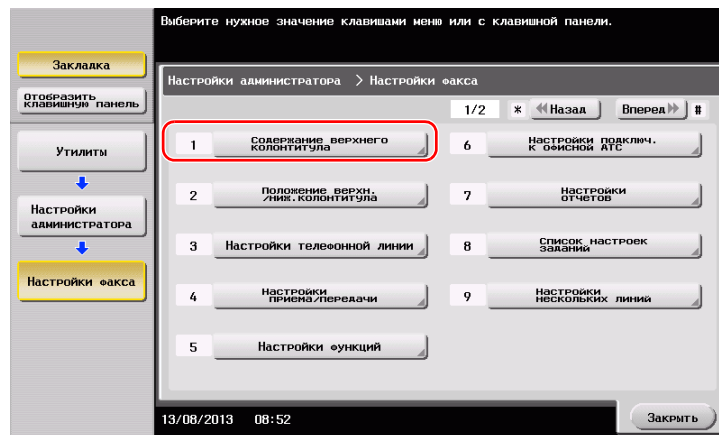 Выберите нужное значение клавишами меню или с клавишной панели.
Закладка
Отобразить
клавишную панель
Утилиты
Настройки
администратора
Настройки факса
Настройки администратора > Настройки факса
1/2 * Назад Вперед #
1 Содержание верхнего
колонтитула
2 Положение верхн.
/ниж.колонтитула
3 Настройки телефонной линии
4 Настройки
приема/передачи
5 Настройки функций
6 Настройки подключ.
к офисной АТС
7 Настройки
отчетов
8 Список настроек
заданий
9 Настройки
нескольких линий
13/08/2013 08:52
Закрыть